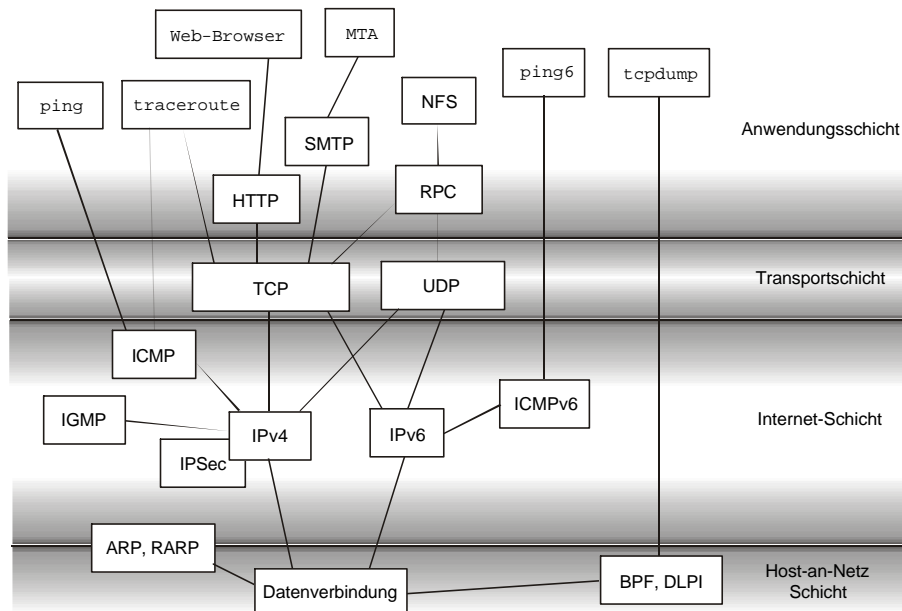 Web-Browser
MTA
ping
traceroute
NFS
ping6
tcpdump
Anwendungsschicht
SMTP
HTTP
RPC
TCP
UDP
Transportschicht
ICMP
ICMPv6
IGMP
IPv4
IPv6
Internet-Schicht
IPSec
ARP, RARP
Datenverbindung
BPF, DLPI
Host-an-Netz
Schicht